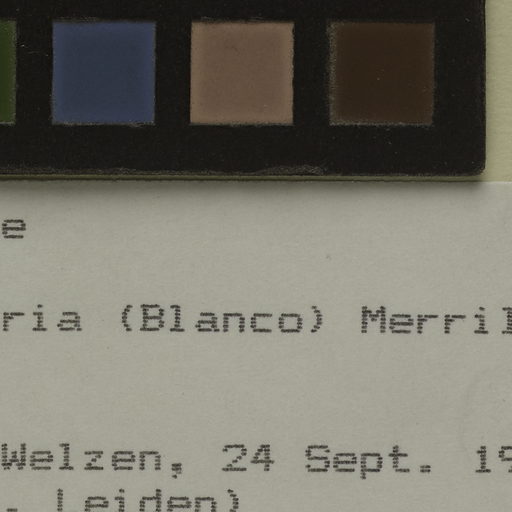 e
ria (Blanco) Merril
Welzen, 24 Sept. 19
. Leiden)